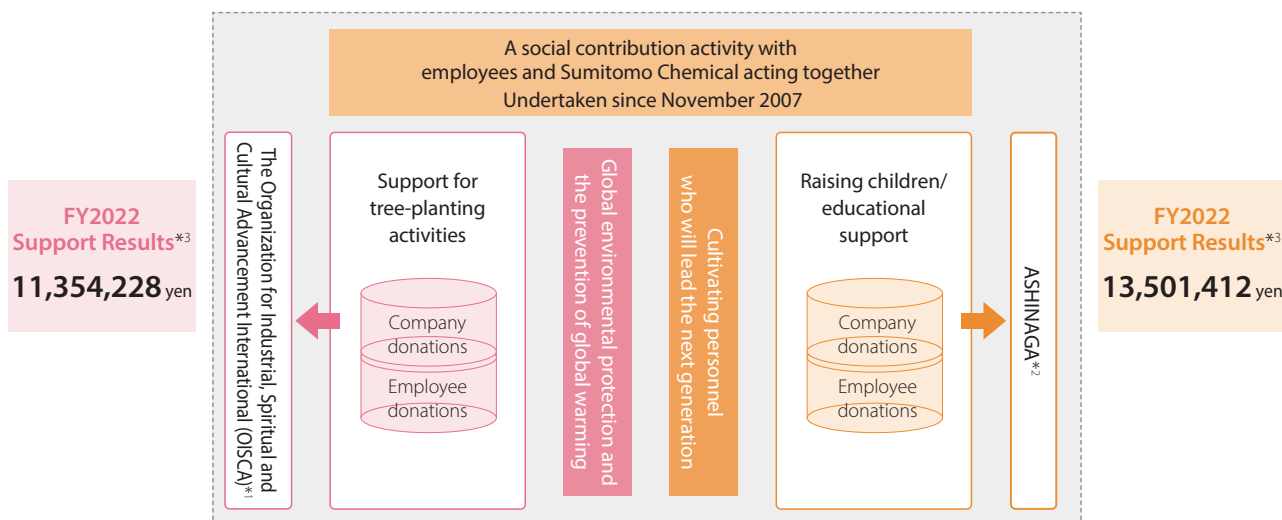 A social contribution activity with
employees and Sumitomo Chemical acting together
Undertaken since November 2007
FY2022
Support Results*3
11,354,228 yen
The Organization for Industrial, Spiritual and
Cultural Advancement International (OISCA)*1
Support for
tree-planting
activities
Company
donations
Employee
donations
Global environmental protection and
the prevention of global warming
Cultivating personnel
who will lead the next generation
Raising children/
educational
support
Company
donations
Employee
donations
ASHINAGA*2
FY2022
Support Results*3
13,501,412 yen